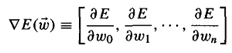 ∇E(w⃗) ≡ [∂E/∂w₀, ∂E/∂w₁, ···, ∂E/∂wₙ]